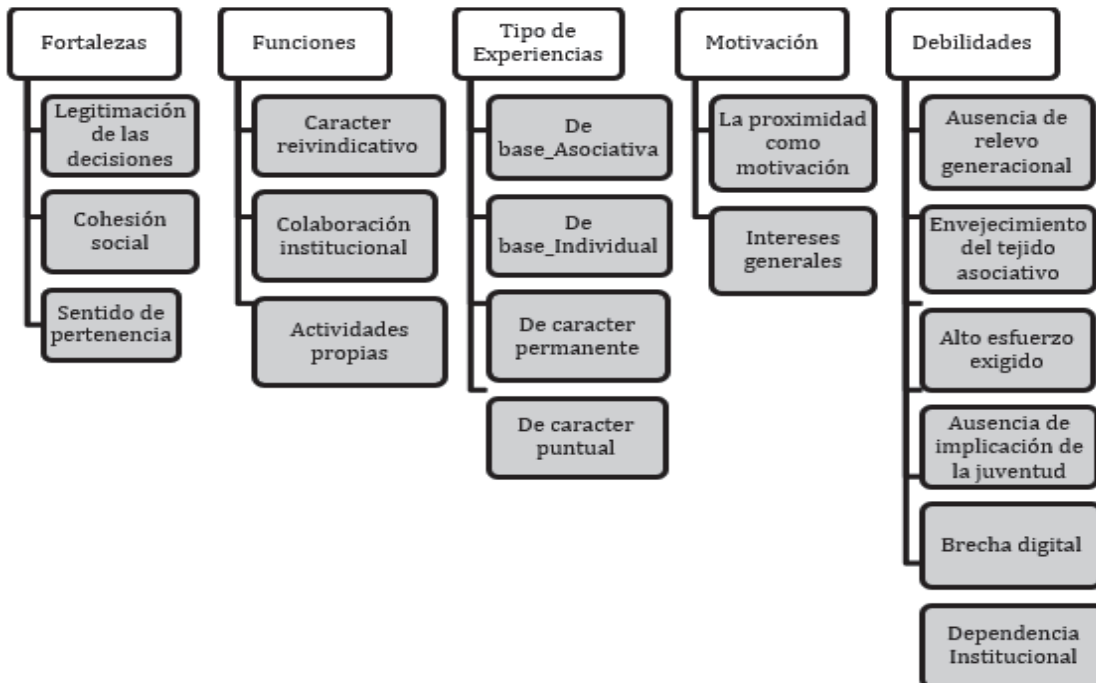 Fortalezas
Legitimación
de las
decisiones
Cohesión
social
Sentido de
pertenencia
Funciones
Caracter
reivindicativo
Colaboración
institucional
Actividades
propias
Tipo de
Experiencias
De
base_Asociativa
De
base_Individual
De caracter
permanente
De caracter
puntual
Motivación
La proximidad
como
motivación
Intereses
generales
Debilidades
Ausencia de
relevo
generacional
Envejecimiento
del tejido
asociativo
Alto esfuerzo
exigido
Ausencia de
implicación de
la juventud
Brecha digital
Dependencia
Institucional